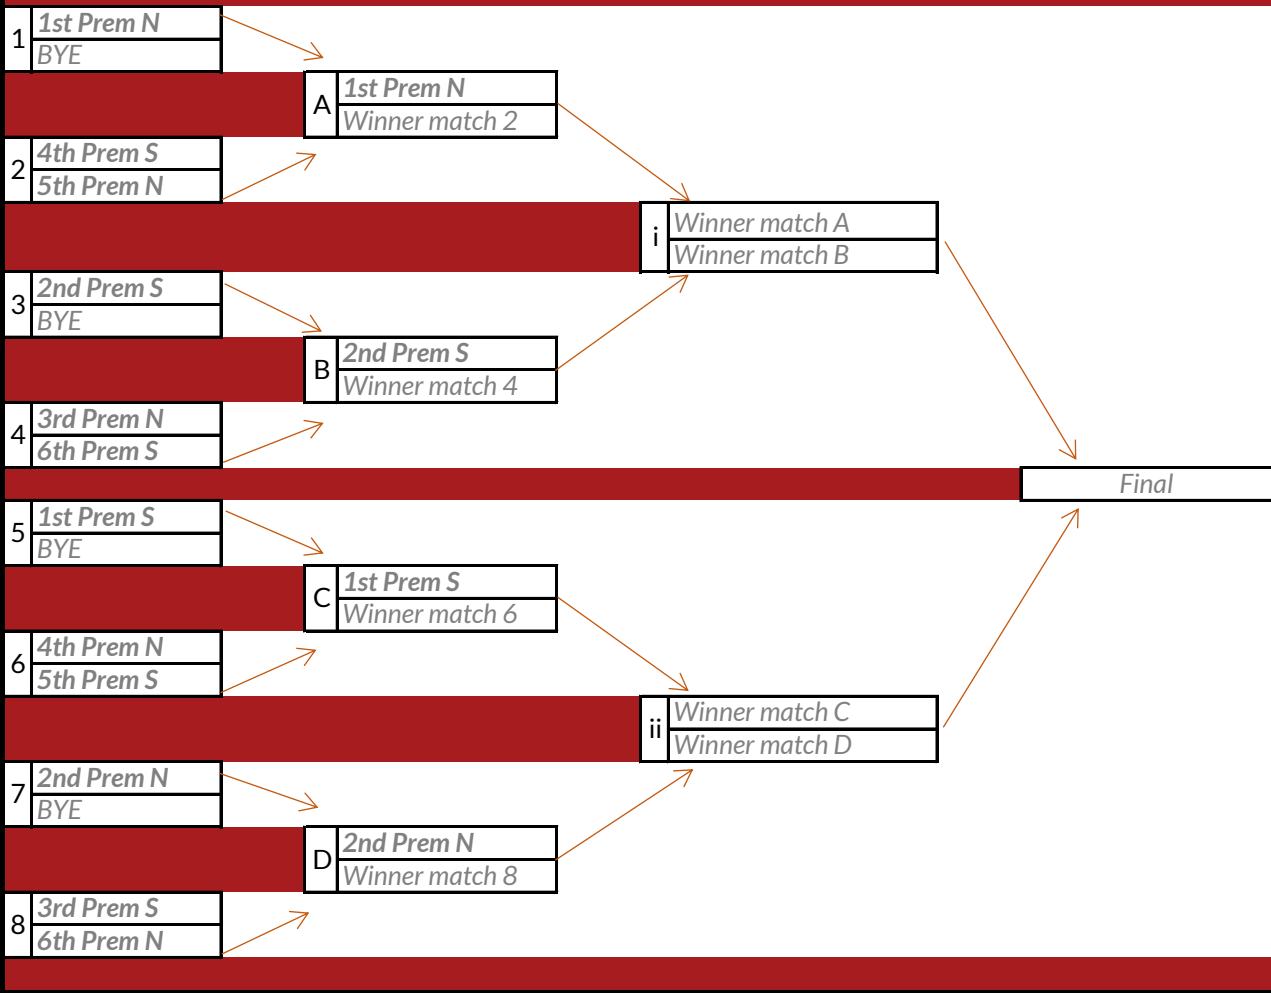 1
1st Prem N
BYE
A
1st Prem N
Winner match 2
2
4th Prem S
5th Prem N
i
Winner match A
Winner match B
3
2nd Prem S
BYE
B
2nd Prem S
Winner match 4
4
3rd Prem N
6th Prem S
Final
5
1st Prem S
BYE
C
1st Prem S
Winner match 6
6
4th Prem N
5th Prem S
ii
Winner match C
Winner match D
7
2nd Prem N
BYE
D
2nd Prem N
Winner match 8
8
3rd Prem S
6th Prem N